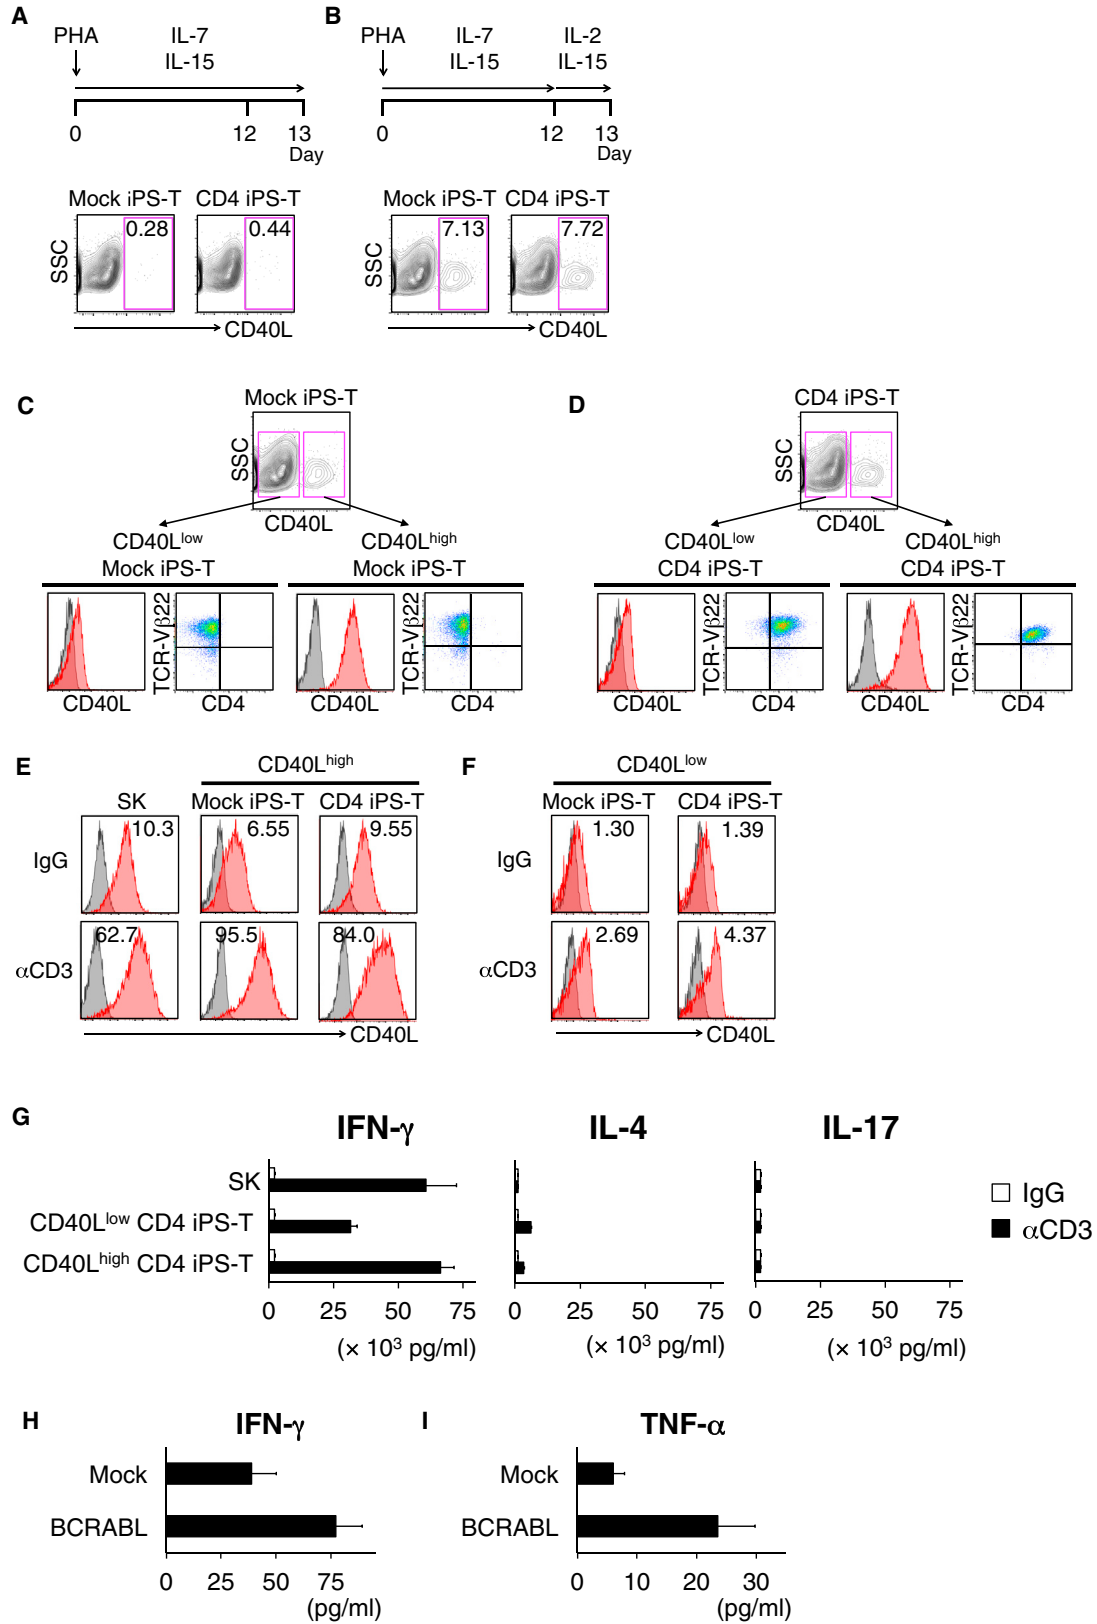 A
PHA
IL-7
IL-15
0
12
13
Day
Mock iPS-T
CD4 iPS-T
0.28
0.44
SSC
CD40L
B
PHA
IL-7
IL-15
IL-2
IL-15
0
12
13
Day
Mock iPS-T
CD4 iPS-T
7.13
7.72
SSC
CD40L
C
Mock iPS-T
SSC
CD40L
CD40Llow
Mock iPS-T
CD40Lhigh
Mock iPS-T
CD40L
TCR-Vβ22
CD4
CD40L
TCR-Vβ22
CD4
D
CD4 iPS-T
SSC
CD40L
CD40Llow
CD4 iPS-T
CD40Lhigh
CD4 iPS-T
CD40L
TCR-Vβ22
CD4
CD40L
TCR-Vβ22
CD4
E
CD40Lhigh
SK
Mock iPS-T
CD4 iPS-T
IgG
10.3
6.55
9.55
αCD3
62.7
95.5
84.0
CD40L
F
CD40Llow
Mock iPS-T
CD4 iPS-T
IgG
1.30
1.39
αCD3
2.69
4.37
CD40L
G
IFN-γ
IL-4
IL-17
SK
CD40Llow CD4 iPS-T
CD40Lhigh CD4 iPS-T
IgG
αCD3
0 25 50 75
(× 10³ pg/ml)
0 25 50 75
(× 10³ pg/ml)
0 25 50 75
(× 10³ pg/ml)
H
IFN-γ
Mock
BCRABL
0 25 50 75
(pg/ml)
I
TNF-α
Mock
BCRABL
0 10 20 30
(pg/ml)